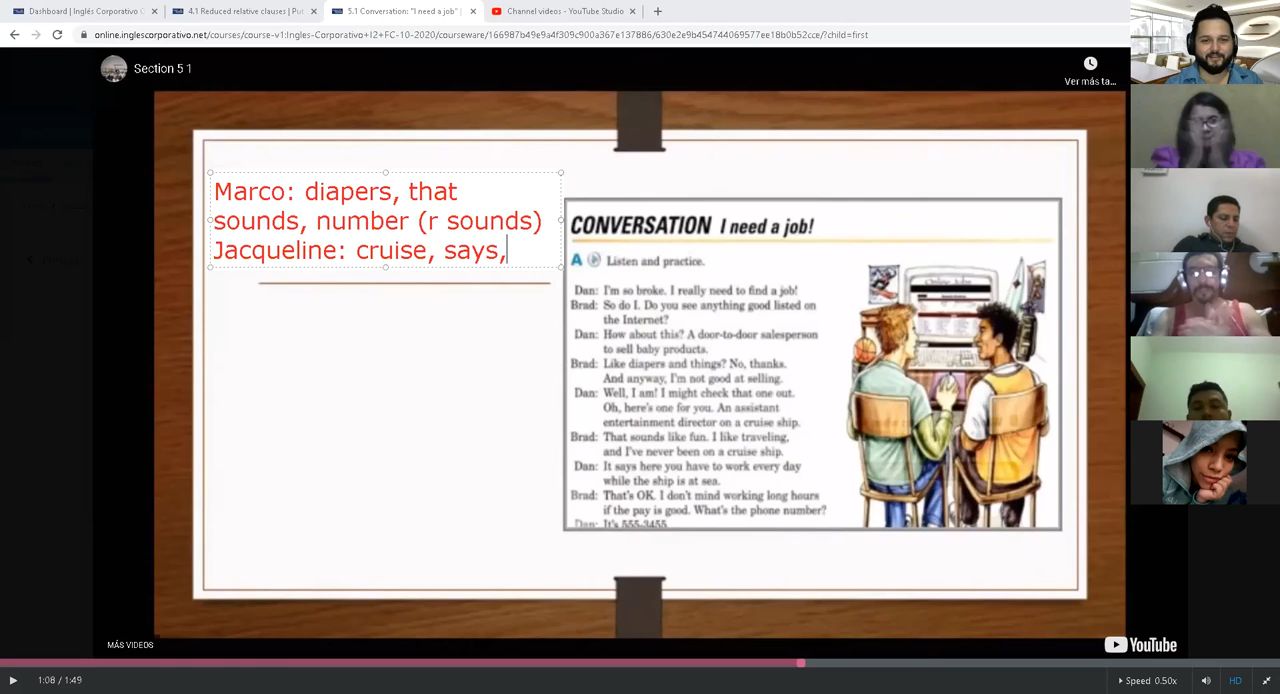 Dashboard | Inglés Corporativo C
4.1 Reduced relative clauses | Pu
5.1 Conversation: "I need a job" |
Channel videos - YouTube Studio
online.inglescorporativo.net/courses/course-v1:Ingles-Corporativo+I2+FC-10-2020/courseware/166987b49e9a4f309c900a367e137886/630e2e9b454744069577ee18b0b52cce/?child=first
Section 5 1
Ver más ta...
Marco: diapers, that
sounds, number (r sounds)
Jacqueline: cruise, says,
CONVERSATION I need a job!
A Listen and practice.
Dan: I'm so broke. I really need to find a job!
Brad: So do I. Do you see anything good listed on
the Internet?
Dan: How about this? A door-to-door salesperson
to sell baby products.
Brad: Like diapers and things? No, thanks.
And anyway, I'm not good at selling.
Dan: Well, I am! I might check that one out.
Oh, here's one for you. An assistant
entertainment director on a cruise ship.
Brad: That sounds like fun. I like traveling,
and I've never been on a cruise ship.
Dan: It says here you have to work every day
while the ship is at sea.
Brad: That's OK. I don't mind working long hours
if the pay is good. What's the phone number?
Dan: It's 555-3455
Online Jobs
MÁS VIDEOS
YouTube
1:08 / 1:49
Speed 0.50x
HD